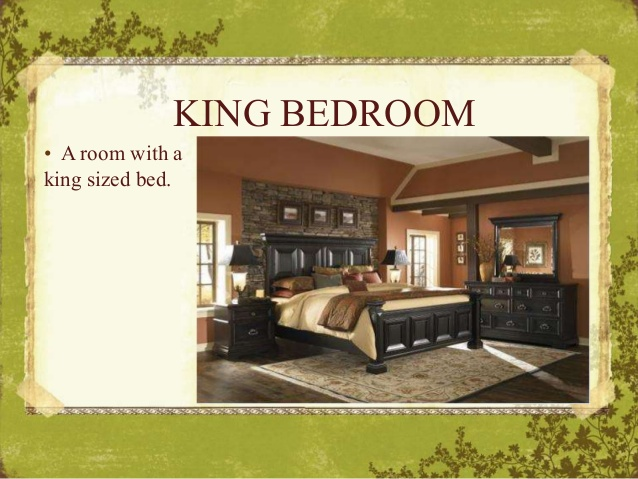 KING BEDROOM
• A room with a
king sized bed.